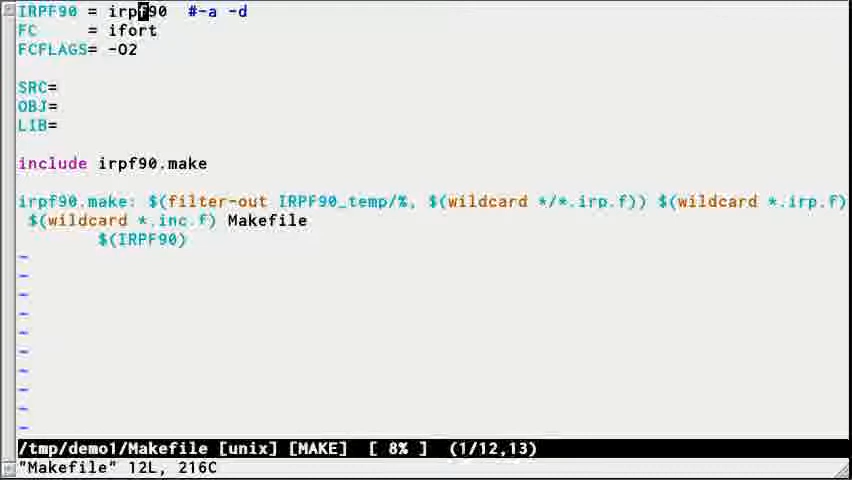 IRPF90 = irpf90  #-a -d
FC     = ifort
FCFLAGS= -O2
SRC=
OBJ=
LIB=
include irpf90.make
irpf90.make: $(filter-out IRPF90_temp/%, $(wildcard */*.irp.f)) $(wildcard *.irp.f)
 $(wildcard *.inc.f) Makefile
        $(IRPF90)
~
~
~
~
~
~
~
~
~
~
/tmp/demo1/Makefile [unix] [MAKE]  [ 8% ]  (1/12,13)
"Makefile" 12L, 216C